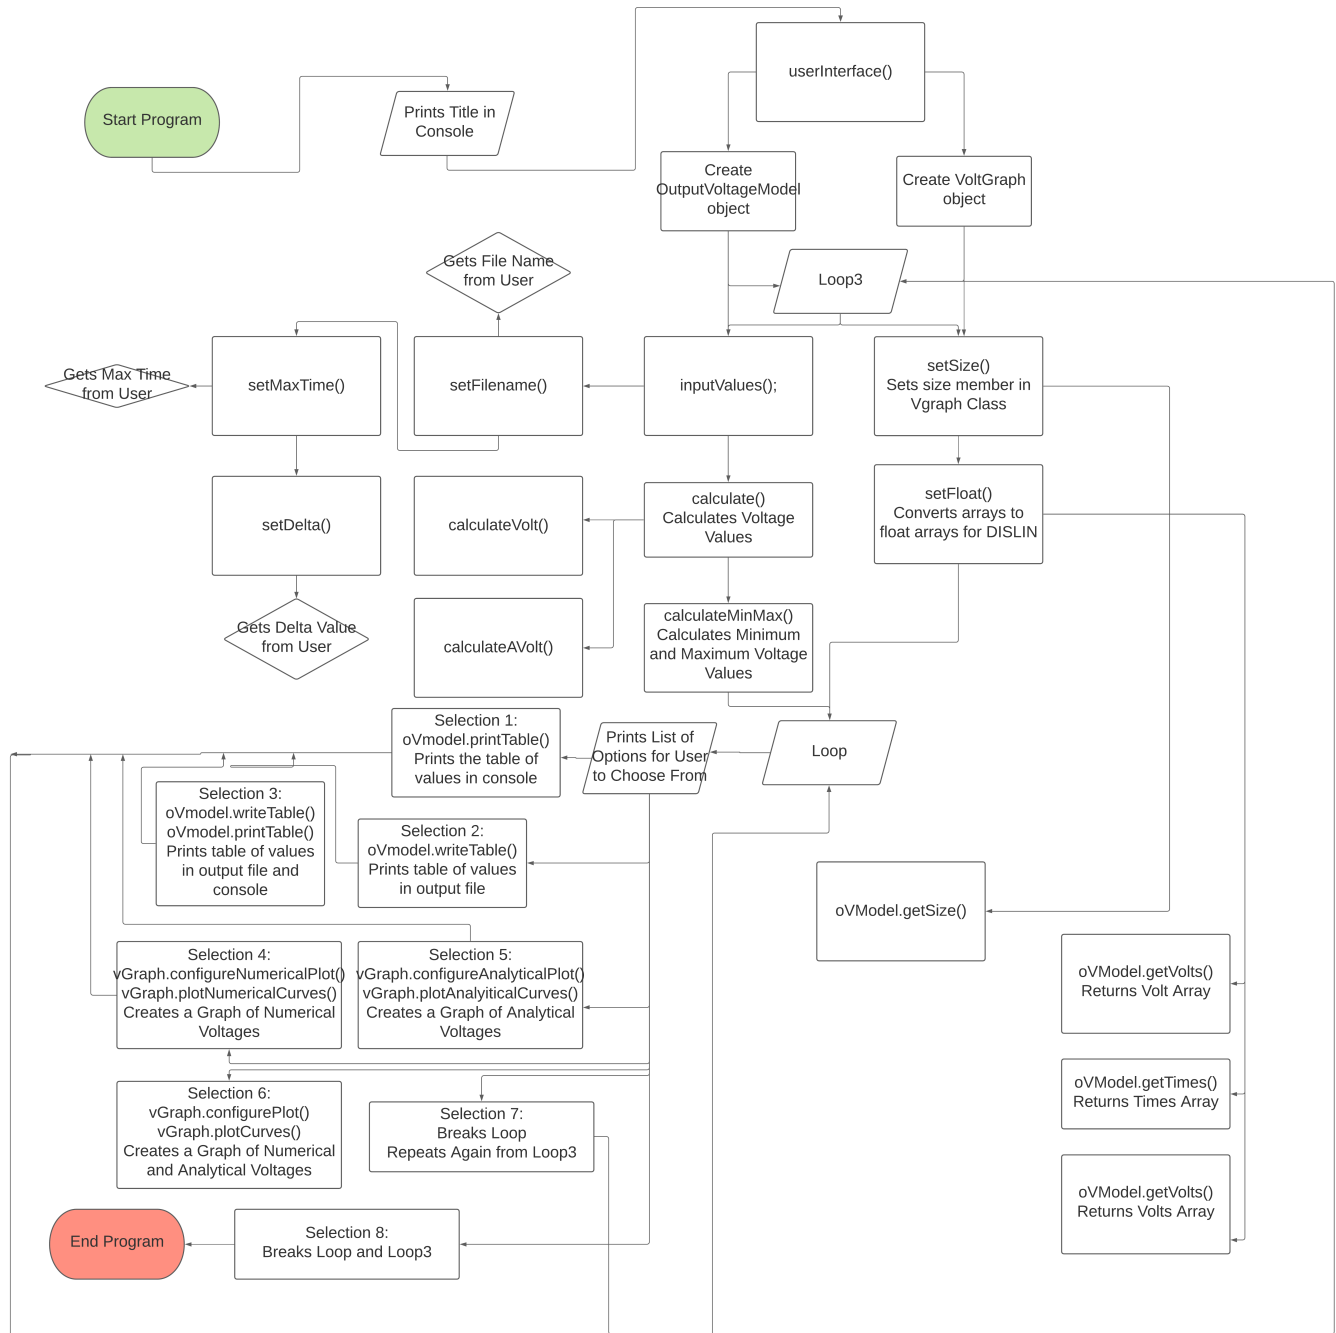 userInterface()
Start Program
Prints Title in
Console
Create
OutputVoltageModel
object
Create VoltGraph
object
Gets File Name
from User
Loop3
Gets Max Time
from User
setMaxTime()
setFilename()
inputValues();
setSize()
Sets size member in
Vgraph Class
setDelta()
calculateVolt()
calculate()
Calculates Voltage
Values
setFloat()
Converts arrays to
float arrays for DISLIN
Gets Delta Value
from User
calculateAVolt()
calculateMinMax()
Calculates Minimum
and Maximum Voltage
Values
Selection 1:
oVmodel.printTable()
Prints the table of
values in console
Prints List of
Options for User
to Choose From
Loop
Selection 3:
oVmodel.writeTable()
oVmodel.printTable()
Prints table of values
in output file and
console
Selection 2:
oVmodel.writeTable()
Prints table of values
in output file
oVModel.getSize()
Selection 4:
vGraph.configureNumericalPlot()
vGraph.plotNumericalCurves()
Creates a Graph of Numerical
Voltages
Selection 5:
vGraph.configureAnalyticalPlot()
vGraph.plotAnalyiticalCurves()
Creates a Graph of Analytical
Voltages
oVModel.getVolts()
Returns Volt Array
Selection 6:
vGraph.configurePlot()
vGraph.plotCurves()
Creates a Graph of Numerical
and Analytical Voltages
Selection 7:
Breaks Loop
Repeats Again from Loop3
oVModel.getTimes()
Returns Times Array
oVModel.getVolts()
Returns Volts Array
End Program
Selection 8:
Breaks Loop and Loop3